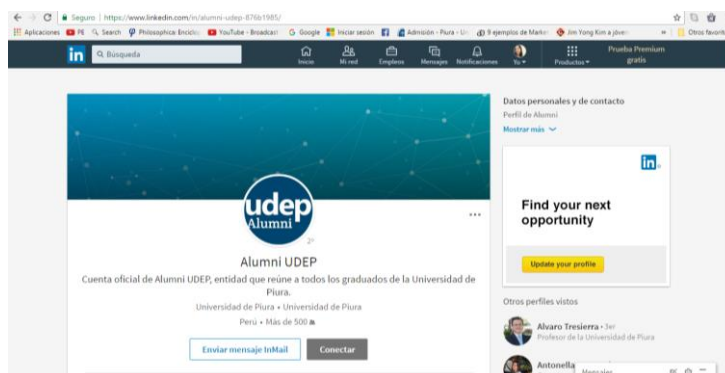 Seguro | https://www.linkedin.com/in/alumni-udep-876b1985/
Aplicaciones PE Search Philosophica: Enciclo YouTube - Broadcast Google Iniciar sesión Admisión - Piura - 9 ejemplos de Market Jim Yong Kim a jóve » Otros favorit
in Búsqueda Inicio Mi red Empleos Mensajes Notificaciones Yo Productos Prueba Premium gratis
Datos personales y de contacto
Perfil de Alumni
Mostrar más
in
Find your next
opportunity
Update your profile
udep
Alumni
2º
Alumni UDEP
Cuenta oficial de Alumni UDEP, entidad que reúne a todos los graduados de la Universidad de
Piura.
Universidad de Piura • Universidad de Piura
Perú • Más de 500
Enviar mensaje InMail Conectar
Otros perfiles vistos
Alvaro Tresierra • 3er
Profesor de la Universidad de Piura
Antonella
Mensajes